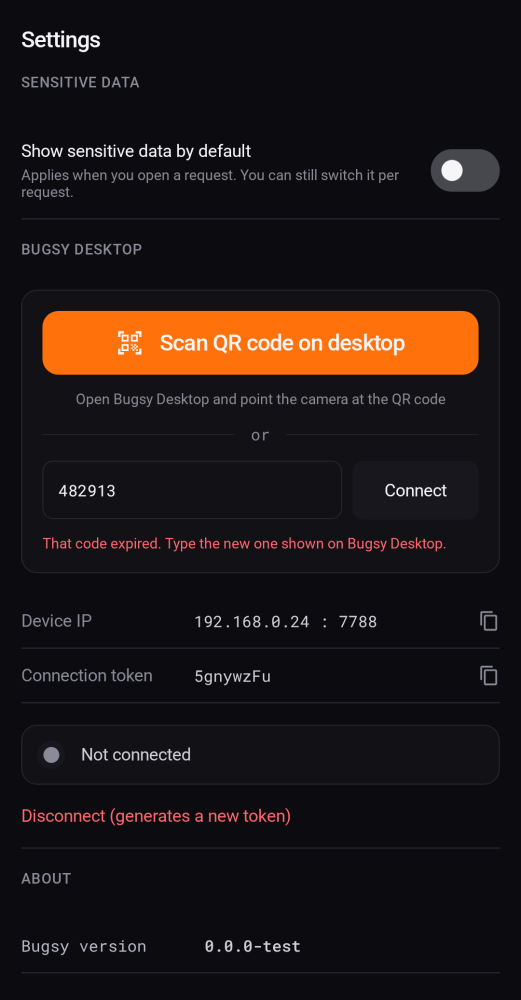 Settings
SENSITIVE DATA
Show sensitive data by default
Applies when you open a request. You can still switch it per
request.
BUGSY DESKTOP
Scan QR code on desktop
Open Bugsy Desktop and point the camera at the QR code
or
482913
Connect
That code expired. Type the new one shown on Bugsy Desktop.
Device IP
192.168.0.24 : 7788
Connection token
5gnywzFu
Not connected
Disconnect (generates a new token)
ABOUT
Bugsy version
0.0.0-test